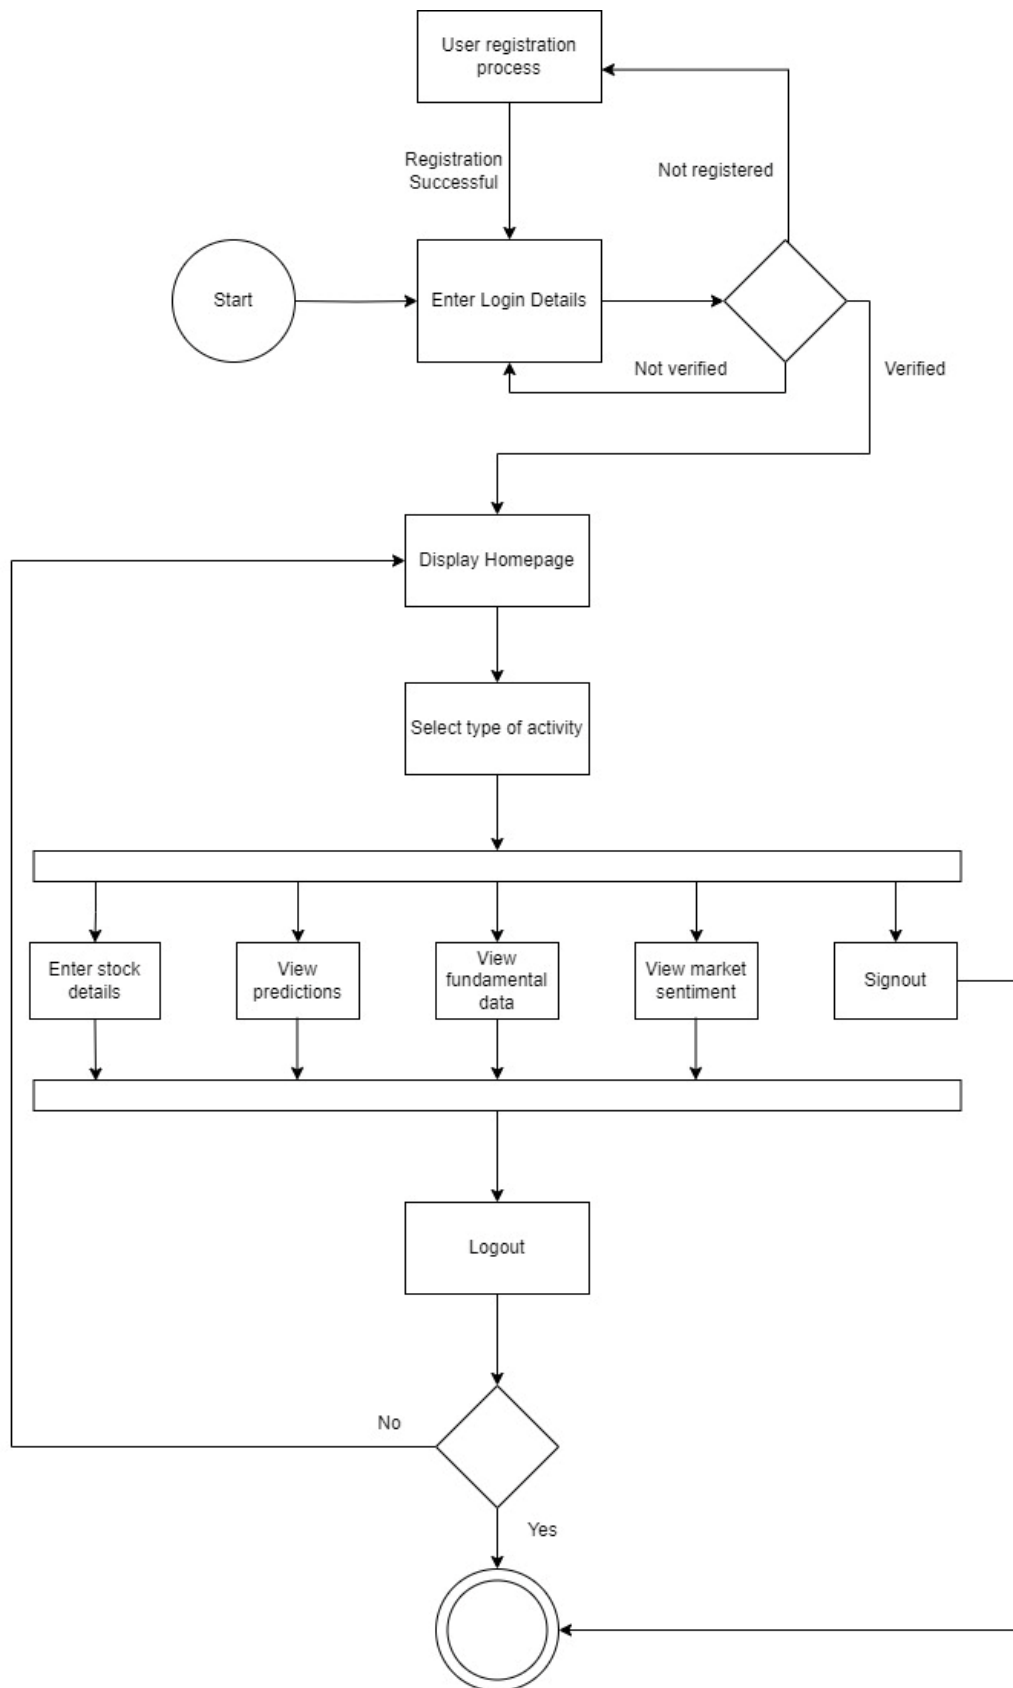 User registration
process
Registration
Successful
Not registered
Start
Enter Login Details
Not verified
Verified
Display Homepage
Select type of activity
Enter stock
details
View
predictions
View
fundamental
data
View market
sentiment
Signout
Logout
No
Yes